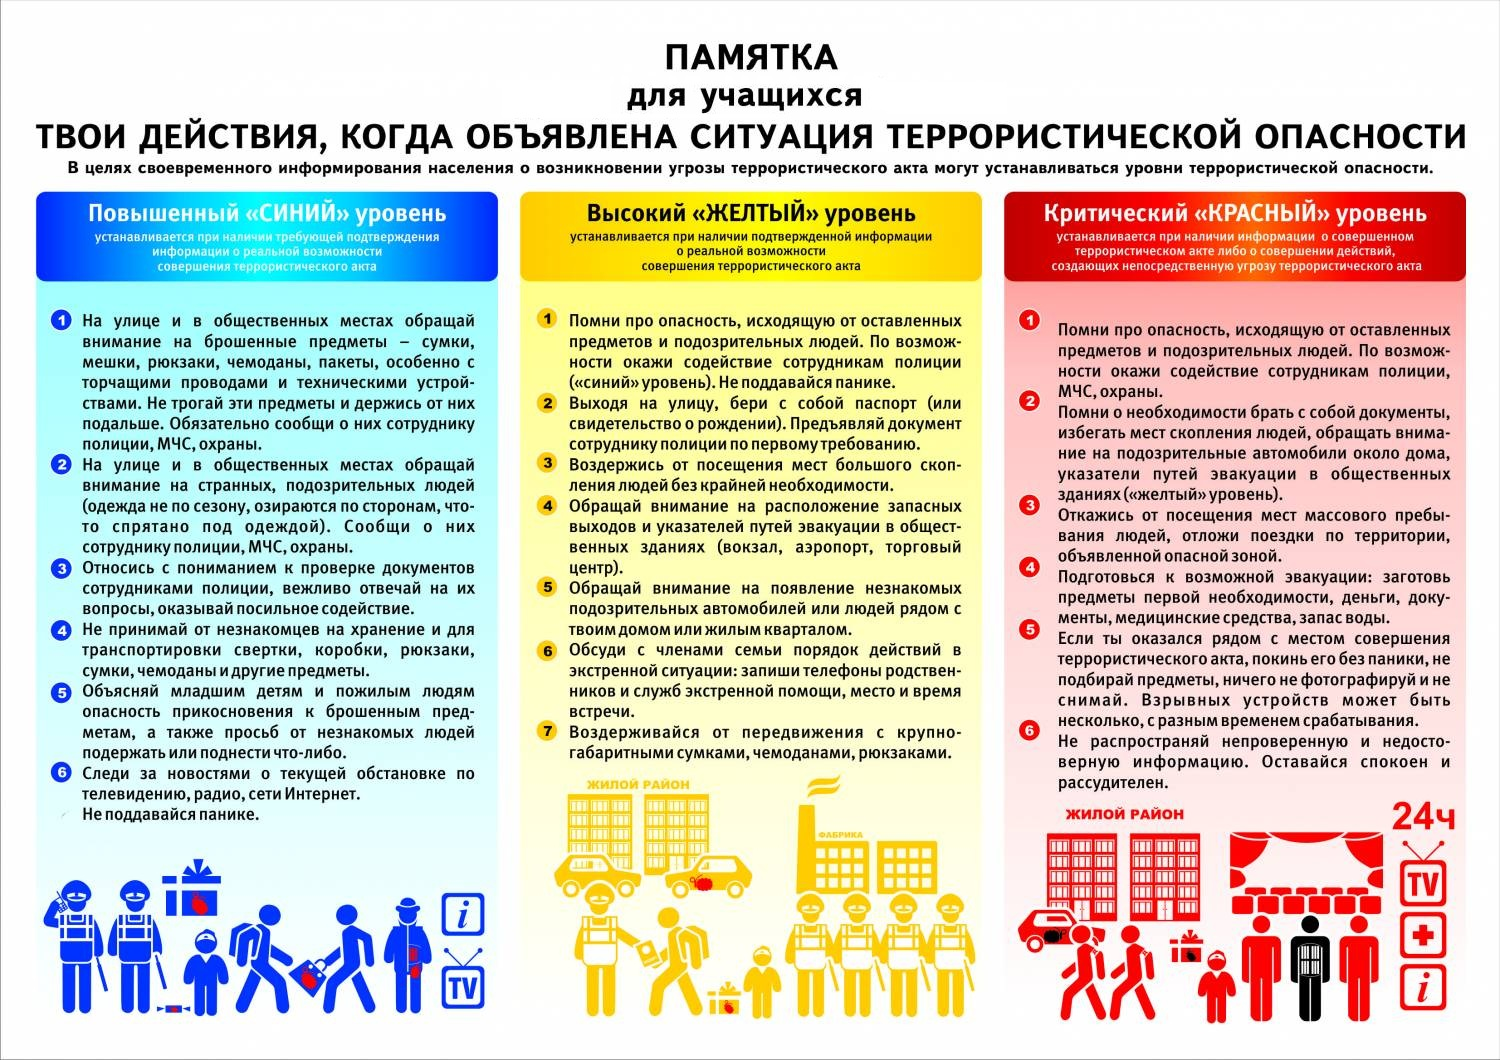 ПАМЯТКА
для учащихся
ТВОИ ДЕЙСТВИЯ, КОГДА ОБЪЯВЛЕНА СИТУАЦИЯ ТЕРРОРИСТИЧЕСКОЙ ОПАСНОСТИ
В целях своевременного информирования населения о возникновении угрозы террористического акта могут устанавливаться уровни террористической опасности.
Повышенный «СИНИЙ» уровень
устанавливается при наличии требующей подтверждения
информации о реальной возможности
совершения террористического акта
1 На улице и в общественных местах обращай
внимание на брошенные предметы – сумки,
мешки, рюкзаки, чемоданы, пакеты, особенно с
торчащими проводами и техническими устрой-
ствами. Не трогай эти предметы и держись от них
подальше. Обязательно сообщи о них сотруднику
полиции, МЧС, охраны.
2 На улице и в общественных местах обращай
внимание на странных, подозрительных людей
(одежда не по сезону, озираются по сторонам, что-
то спрятано под одеждой). Сообщи о них
сотруднику полиции, МЧС, охраны.
3 Относись с пониманием к проверке документов
сотрудниками полиции, вежливо отвечай на их
вопросы, оказывай посильное содействие.
4 Не принимай от незнакомцев на хранение и для
транспортировки свертки, коробки, рюкзаки,
сумки, чемоданы и другие предметы.
5 Объясняй младшим детям и пожилым людям
опасность прикосновения к брошенным пред-
метам, а также просьб от незнакомых людей
подержать или поднести что-либо.
6 Следи за новостями о текущей обстановке по
телевидению, радио, сети Интернет.
Не поддавайся панике.
i
TV
Высокий «ЖЕЛТЫЙ» уровень
устанавливается при наличии подтвержденной информации
о реальной возможности
совершения террористического акта
1 Помни про опасность, исходящую от оставленных
предметов и подозрительных людей. По возмож-
ности окажи содействие сотрудникам полиции
(«синий» уровень). Не поддавайся панике.
2 Выходя на улицу, бери с собой паспорт (или
свидетельство о рождении). Предъявляй документ
сотруднику полиции по первому требованию.
3 Воздержись от посещения мест большого скоп-
ления людей без крайней необходимости.
4 Обращай внимание на расположение запасных
выходов и указателей путей эвакуации в общест-
венных зданиях (вокзал, аэропорт, торговый
центр).
5 Обращай внимание на появление незнакомых
подозрительных автомобилей или людей рядом с
твоим домом или жилым кварталом.
6 Обсуди с членами семьи порядок действий в
экстренной ситуации: запиши телефоны родствен-
ников и служб экстренной помощи, место и время
встречи.
7 Воздерживайся от передвижения с крупно-
габаритными сумками, чемоданами, рюкзаками.
ЖИЛОЙ РАЙОН
ФАБРИКА
Критический «КРАСНЫЙ» уровень
устанавливается при наличии информации о совершенном
террористическом акте либо о совершении действий,
создающих непосредственную угрозу террористического акта
1 Помни про опасность, исходящую от оставленных
предметов и подозрительных людей. По возмож-
ности окажи содействие сотрудникам полиции,
МЧС, охраны.
2 Помни о необходимости брать с собой документы,
избегать мест скопления людей, обращать внима-
ние на подозрительные автомобили около дома,
указатели путей эвакуации в общественных
зданиях («желтый» уровень).
3 Откажись от посещения мест массового пребы-
вания людей, отложи поездки по территории,
объявленной опасной зоной.
4 Подготовься к возможной эвакуации: заготовь
предметы первой необходимости, деньги, доку-
менты, медицинские средства, запас воды.
5 Если ты оказался рядом с местом совершения
террористического акта, покинь его без паники, не
подбирай предметы, ничего не фотографируй и не
снимай. Взрывных устройств может быть
несколько, с разным временем срабатывания.
6 Не распространяй непроверенную и недосто-
верную информацию. Оставайся спокоен и
рассудителен.
ЖИЛОЙ РАЙОН
24ч
TV
i